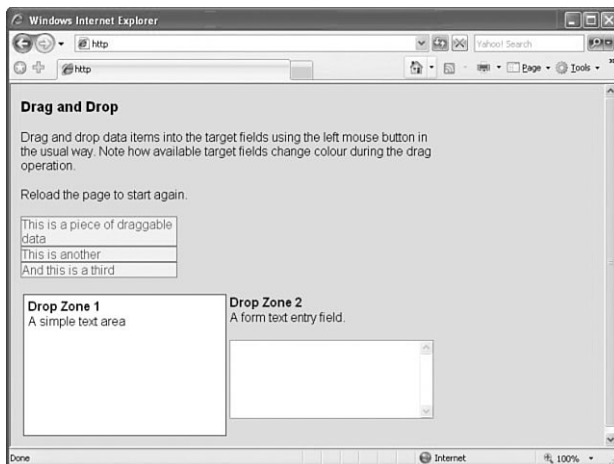 Windows Internet Explorer
http
Yahoo! Search
http
Page
Tools
»
Drag and Drop
Drag and drop data items into the target fields using the left mouse button in
the usual way. Note how available target fields change colour during the drag
operation.
Reload the page to start again.
This is a piece of draggable
data
This is another
And this is a third
Drop Zone 1
A simple text area
Drop Zone 2
A form text entry field.
Done
Internet
100%